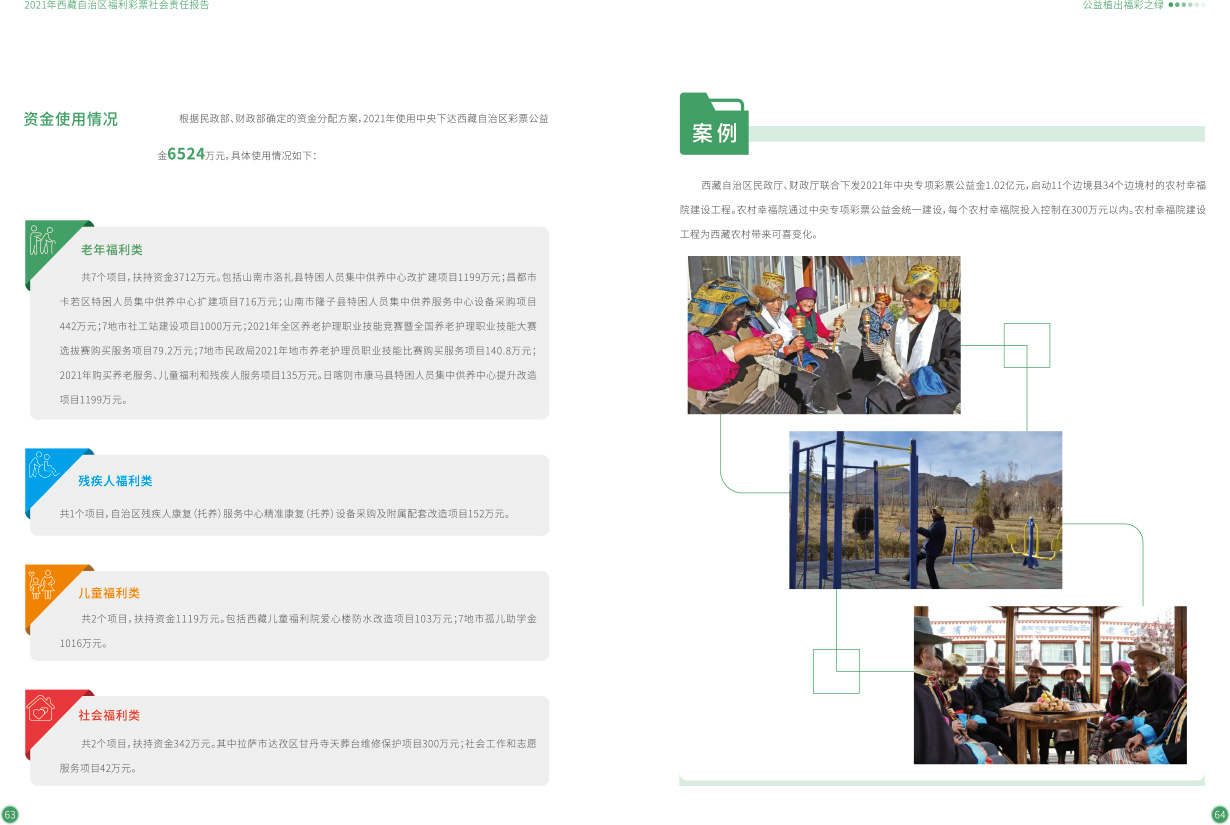 2021年西藏自治区福利彩票社会责任报告
公益植出福彩之绿
资金使用情况
根据民政部、财政部确定的资金分配方案，2021年使用中央下达西藏自治区彩票公益
金6524万元，具体使用情况如下：
老年福利类
共7个项目，扶持资金3712万元。包括山南市洛扎县特困人员集中供养中心改扩建项目1199万元；昌都市
卡若区特困人员集中供养中心扩建项目716万元；山南市隆子县特困人员集中供养服务中心设备采购项目
442万元；7地市社工站建设项目1000万元；2021年全区养老护理职业技能竞赛暨全国养老护理职业技能大赛
选拔赛购买服务项目79.2万元；7地市民政局2021年地市养老护理员职业技能比赛购买服务项目140.8万元；
2021年购买养老服务、儿童福利和残疾人服务项目135万元。日喀则市康马县特困人员集中供养中心提升改造
项目1199万元。
残疾人福利类
共1个项目，自治区残疾人康复（托养）服务中心精准康复（托养）设备采购及附属配套改造项目152万元。
儿童福利类
共2个项目，扶持资金1119万元。包括西藏儿童福利院爱心楼防水改造项目103万元；7地市孤儿助学金
1016万元。
社会福利类
共2个项目，扶持资金342万元。其中拉萨市达孜区甘丹寺天葬台维修保护项目300万元；社会工作和志愿
服务项目42万元。
63
案例
西藏自治区民政厅、财政厅联合下发2021年中央专项彩票公益金1.02亿元，启动11个边境县34个边境村的农村幸福
院建设工程。农村幸福院通过中央专项彩票公益金统一建设，每个农村幸福院投入控制在300万元以内。农村幸福院建设
工程为西藏农村带来可喜变化。
老有所养
64